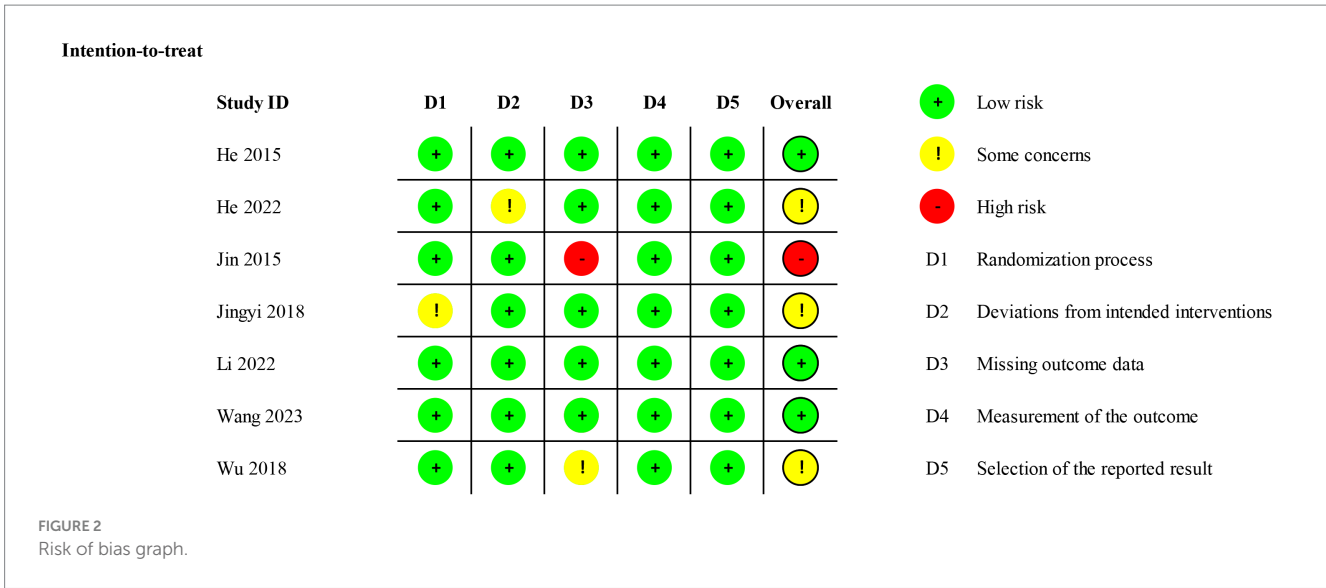 Intention-to-treat
Study ID D1 D2 D3 D4 D5 Overall
He 2015 + + + + + +
He 2022 + ! + + + !
Jin 2015 + + - + + -
Jingyi 2018 ! + + + + !
Li 2022 + + + + + +
Wang 2023 + + + + + +
Wu 2018 + + ! + + !
+ Low risk
! Some concerns
- High risk
D1 Randomization process
D2 Deviations from intended interventions
D3 Missing outcome data
D4 Measurement of the outcome
D5 Selection of the reported result
FIGURE 2
Risk of bias graph.